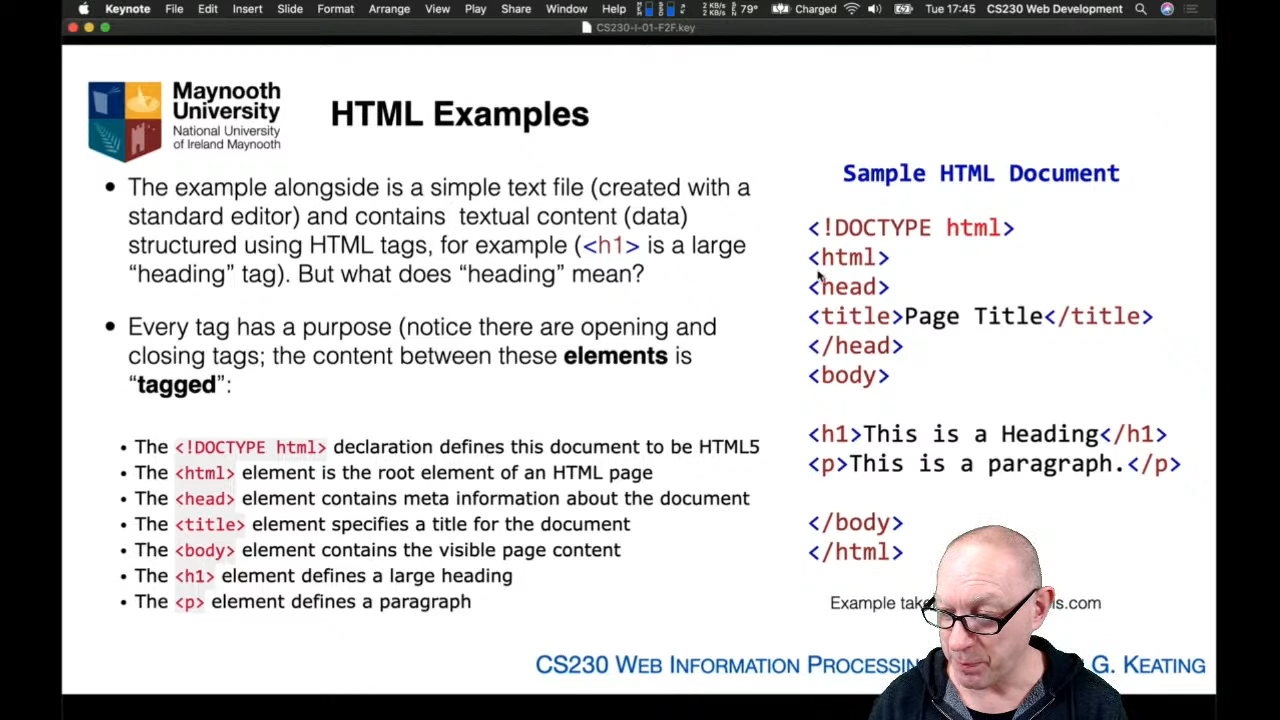 Keynote File Edit Insert Slide Format Arrange View Play Share Window Help 2 KB/s 2 KB/s 79° Charged Tue 17:45 CS230 Web Development
CS230-I-01-F2F.key
Maynooth
University
National University
of Ireland Maynooth
HTML Examples
• The example alongside is a simple text file (created with a
standard editor) and contains textual content (data)
structured using HTML tags, for example (<h1> is a large
“heading” tag). But what does “heading” mean?
• Every tag has a purpose (notice there are opening and
closing tags; the content between these elements is
“tagged”:
• The <!DOCTYPE html> declaration defines this document to be HTML5
• The <html> element is the root element of an HTML page
• The <head> element contains meta information about the document
• The <title> element specifies a title for the document
• The <body> element contains the visible page content
• The <h1> element defines a large heading
• The <p> element defines a paragraph
Sample HTML Document
<!DOCTYPE html>
<html>
<head>
<title>Page Title</title>
</head>
<body>
<h1>This is a Heading</h1>
<p>This is a paragraph.</p>
</body>
</html>
Example
CS230 WEB INFORMATION PROCESSING G. KEATING